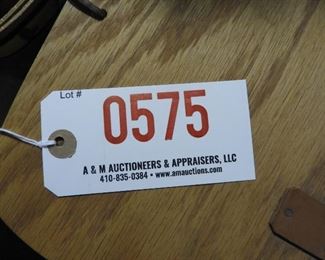 Lot #
0575
A & M AUCTIONEERS & APPRAISERS, LLC
410-835-0384 • www.amauctions.com